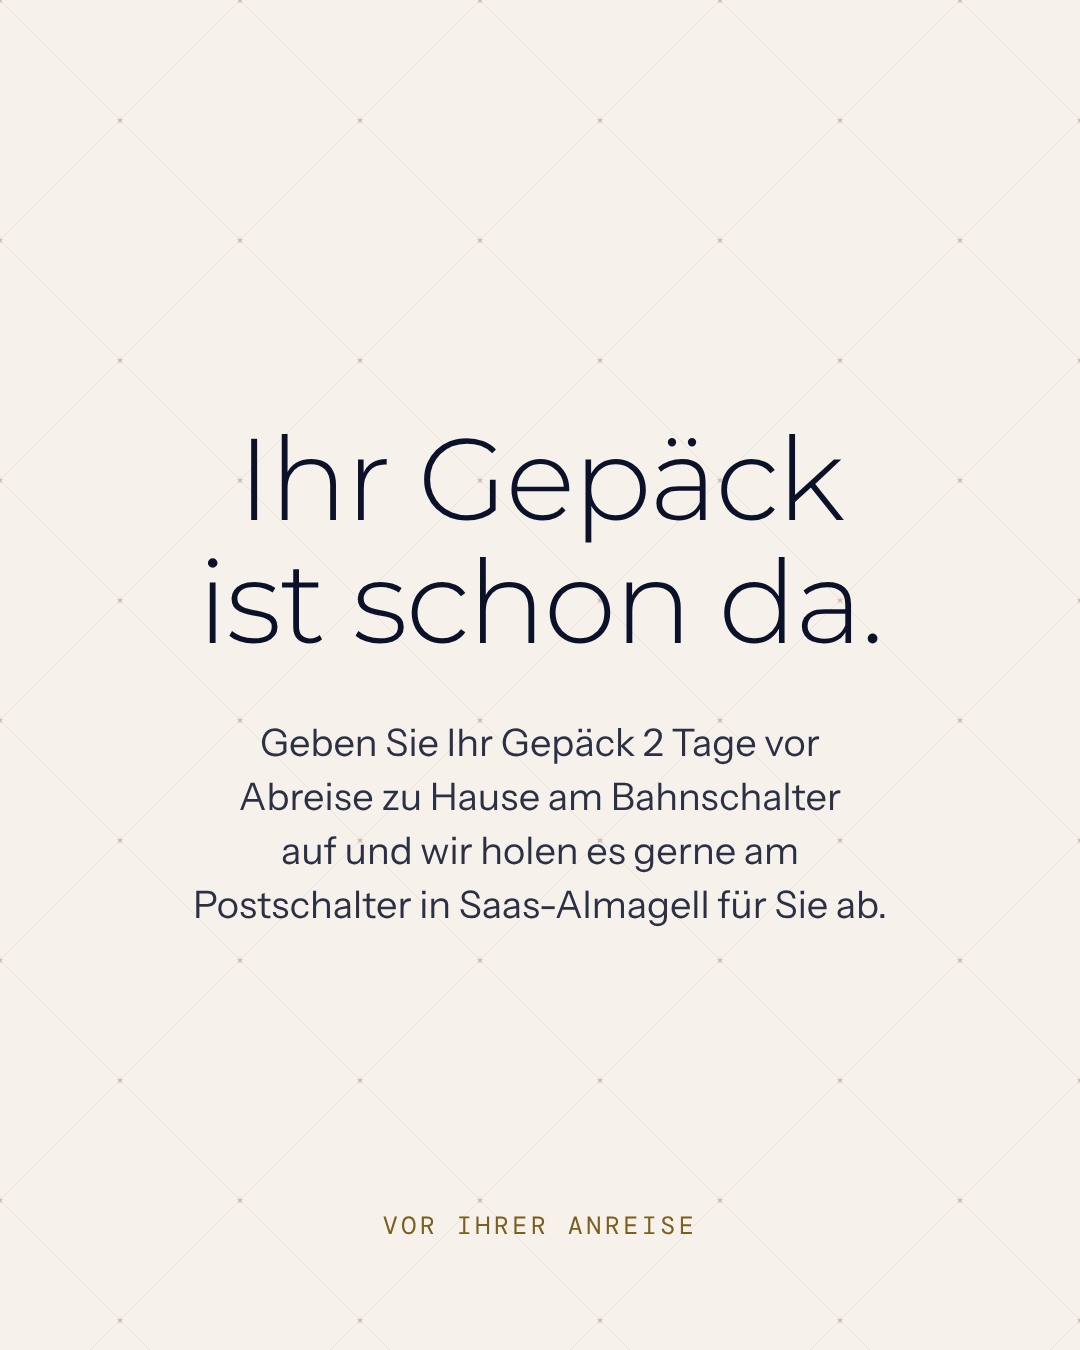 Ihr Gepäck
ist schon da.
Geben Sie Ihr Gepäck 2 Tage vor
Abreise zu Hause am Bahnschalter
auf und wir holen es gerne am
Postschalter in Saas-Almagell für Sie ab.
VOR IHRER ANREISE